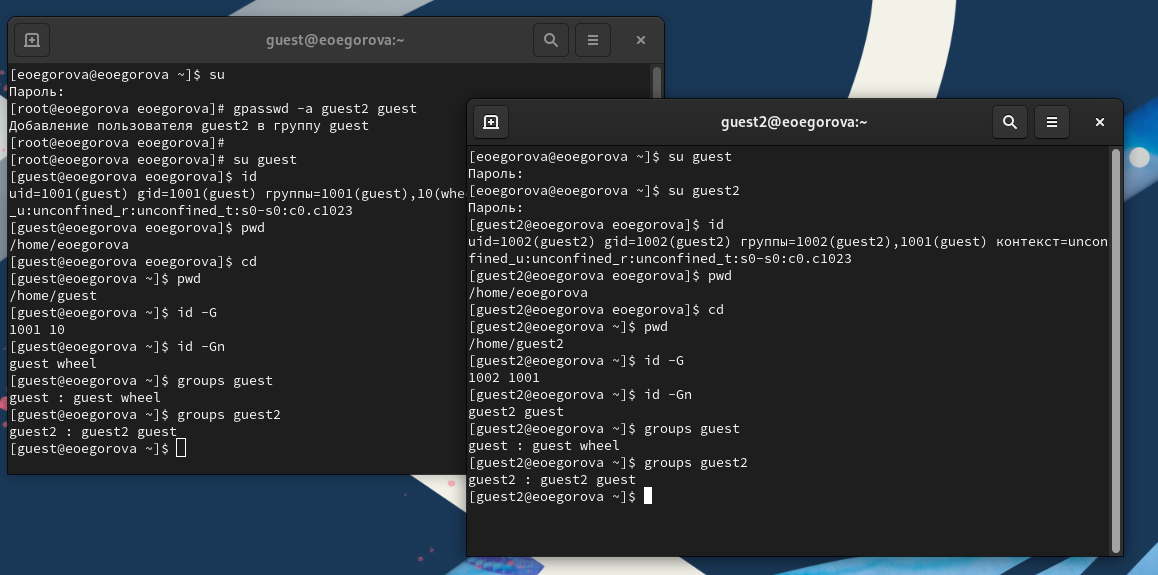 guest@eoegorova:~
[eoegorova@eoegorova ~]$ su
Пароль:
[root@eoegorova eoegorova]# gpasswd -a guest2 guest
Добавление пользователя guest2 в группу guest
[root@eoegorova eoegorova]#
[root@eoegorova eoegorova]# su guest
[guest@eoegorova eoegorova]$ id
uid=1001(guest) gid=1001(guest) группы=1001(guest),10(whe
_u:unconfined_r:unconfined_t:s0-s0:c0.c1023
[guest@eoegorova eoegorova]$ pwd
/home/eoegorova
[guest@eoegorova eoegorova]$ cd
[guest@eoegorova ~]$ pwd
/home/guest
[guest@eoegorova ~]$ id -G
1001 10
[guest@eoegorova ~]$ id -Gn
guest wheel
[guest@eoegorova ~]$ groups guest
guest : guest wheel
[guest@eoegorova ~]$ groups guest2
guest2 : guest2 guest
[guest@eoegorova ~]$
guest2@eoegorova:~
[eoegorova@eoegorova ~]$ su guest
Пароль:
[eoegorova@eoegorova ~]$ su guest2
Пароль:
[guest2@eoegorova eoegorova]$ id
uid=1002(guest2) gid=1002(guest2) группы=1002(guest2),1001(guest) контекст=uncon
fined_u:unconfined_r:unconfined_t:s0-s0:c0.c1023
[guest2@eoegorova eoegorova]$ pwd
/home/eoegorova
[guest2@eoegorova eoegorova]$ cd
[guest2@eoegorova ~]$ pwd
/home/guest2
[guest2@eoegorova ~]$ id -G
1002 1001
[guest2@eoegorova ~]$ id -Gn
guest2 guest
[guest2@eoegorova ~]$ groups guest
guest : guest wheel
[guest2@eoegorova ~]$ groups guest2
guest2 : guest2 guest
[guest2@eoegorova ~]$